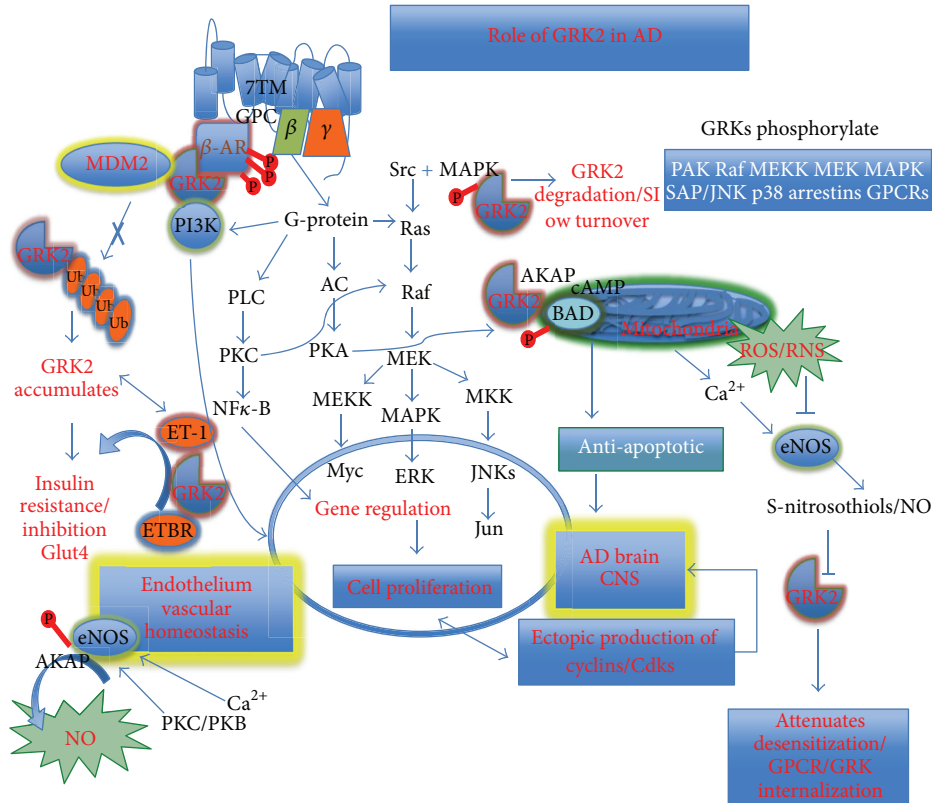 Role of GRK2 in AD
7TM
GPC
β
γ
β-AR
P
P
P
MDM2
GRK2
PI3K
GRKs phosphorylate
PAK Raf MEKK MEK MAPK
SAP/JNK p38 arrestins GPCRs
Src + MAPK
P
GRK2
GRK2
degradation/SI
ow turnover
G-protein
Ras
GRK2
Ub
Ub
Ub
Ub
PLC
AC
Raf
AKAP
cAMP
GRK2
BAD
P
Mitochondria
ROS/RNS
PKC
PKA
MEK
GRK2
accumulates
NFκ-B
MEKK
MAPK
MKK
Ca2+
ET-1
GRK2
ETBR
Myc
ERK
JNKs
Anti-apoptotic
eNOS
Insulin
resistance/
inhibition
Glut4
Gene regulation
Jun
S-nitrosothiols/NO
Endothelium
vascular
homeostasis
Cell proliferation
AD brain
CNS
GRK2
P
eNOS
AKAP
Ectopic production of
cyclins/Cdks
Ca2+
PKC/PKB
NO
Attenuates
desensitization/
GPCR/GRK
internalization